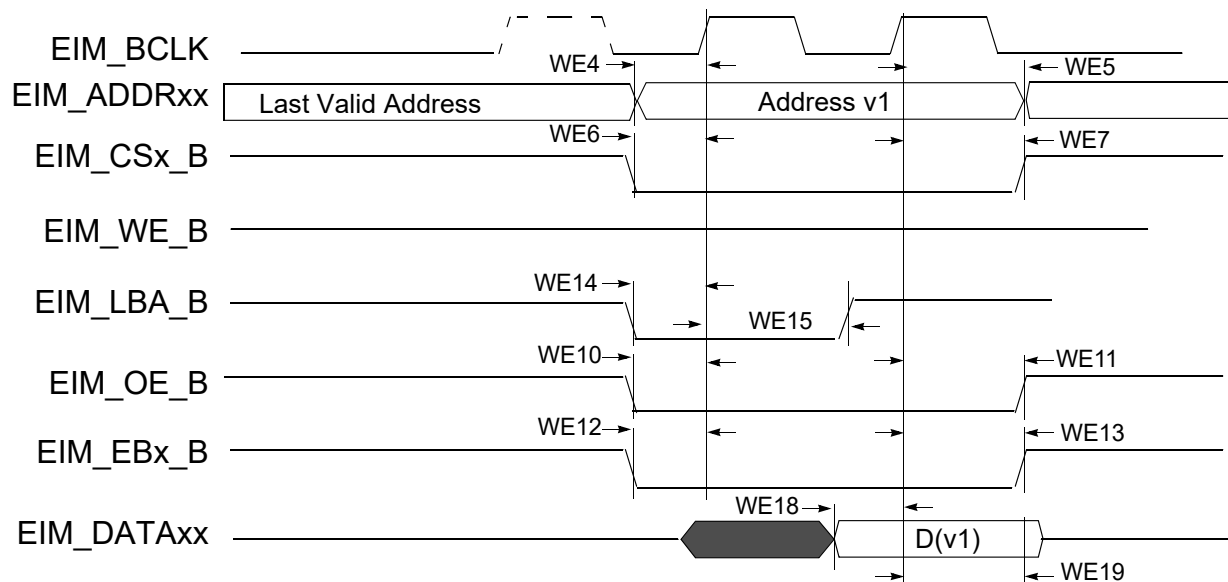 EIM_BCLK
WE4
WE5
EIM_ADDRxx
Last Valid Address
Address v1
WE6
WE7
EIM_CSx_B
EIM_WE_B
WE14
EIM_LBA_B
WE15
WE10
WE11
EIM_OE_B
WE12
WE13
EIM_EBx_B
WE18
EIM_DATAxx
D(v1)
WE19